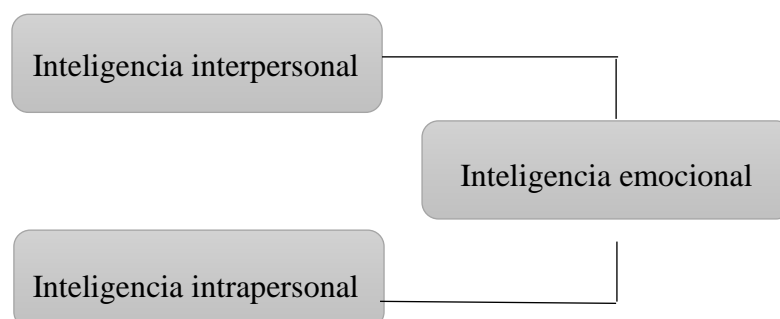 Inteligencia interpersonal
Inteligencia emocional
Inteligencia intrapersonal